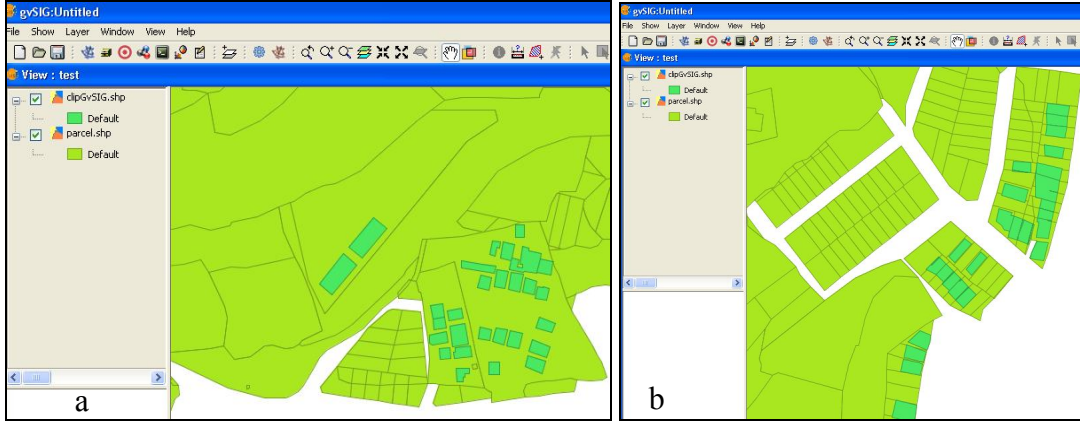 gvSIG:Untitled
File Show Layer Window View Help
View : test
clipGvSIG.shp
Default
parcel.shp
Default
a
gvSIG:Untitled
File Show Layer Window View Help
View : test
clipGvSIG.shp
Default
parcel.shp
Default
b